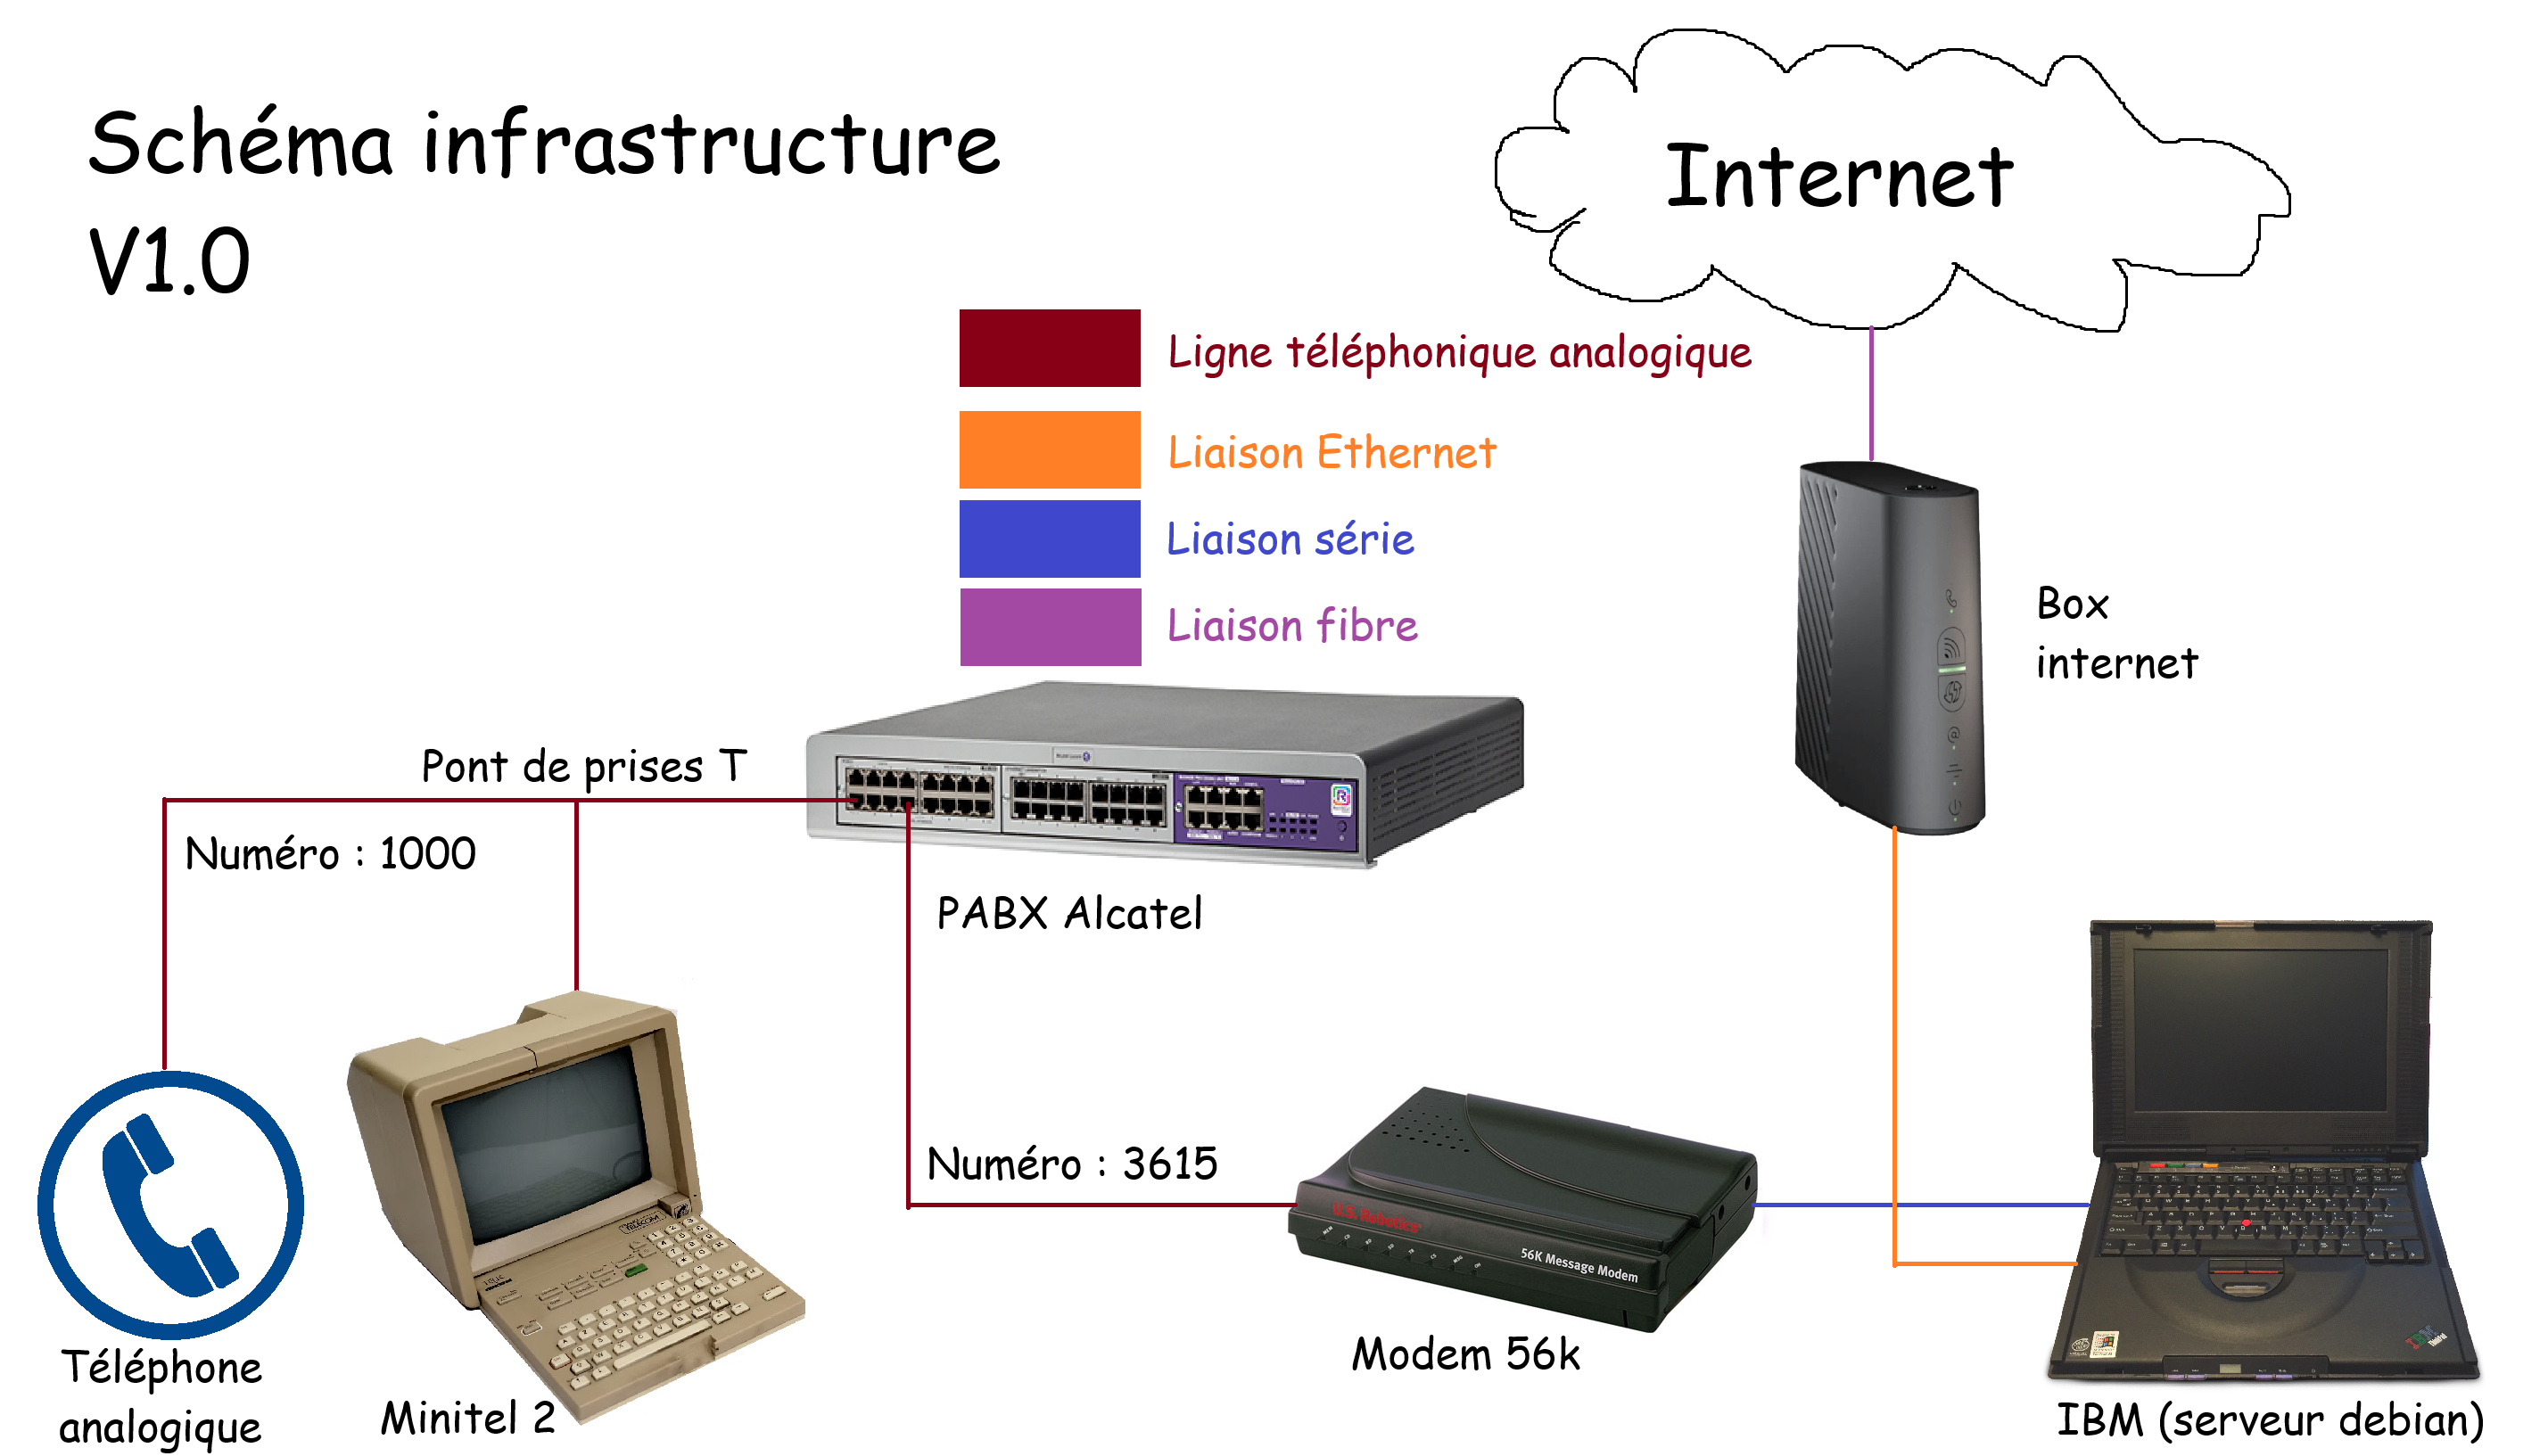 Schéma infrastructure
V1.0
Internet
Ligne téléphonique analogique
Liaison Ethernet
Liaison série
Liaison fibre
Box
internet
Pont de prises T
Numéro : 1000
PABX Alcatel
Numéro : 3615
U.S. Robotics
56K Message Modem
Modem 56k
Téléphone
analogique
Minitel 2
IBM (serveur debian)